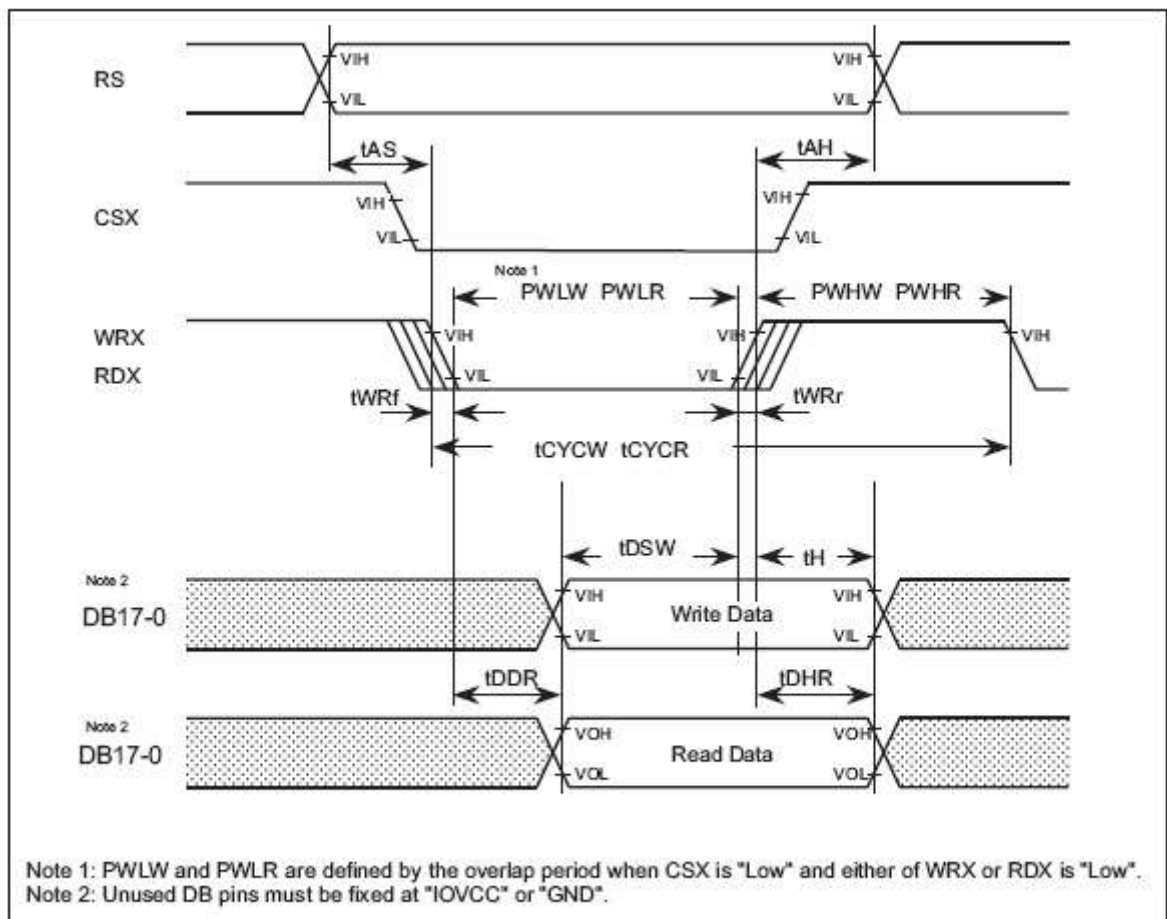 RS
VIH
VIL
VIH
VIL
tAS
tAH
CSX
VIH
VIL
VIH
VIL
Note 1
PWLW PWLR
PWHW PWHR
WRX
RDX
VIH
VIL
VIH
VIL
VIH
tWRf
tWRr
tCYCW tCYCR
tDSW
tH
Note 2
DB17-0
VIH
VIL
Write Data
VIH
VIL
tDDR
tDHR
Note 2
DB17-0
VOH
VOL
Read Data
VOH
VOL
Note 1: PWLW and PWLR are defined by the overlap period when CSX is "Low" and either of WRX or RDX is "Low".
Note 2: Unused DB pins must be fixed at "IOVCC" or "GND".